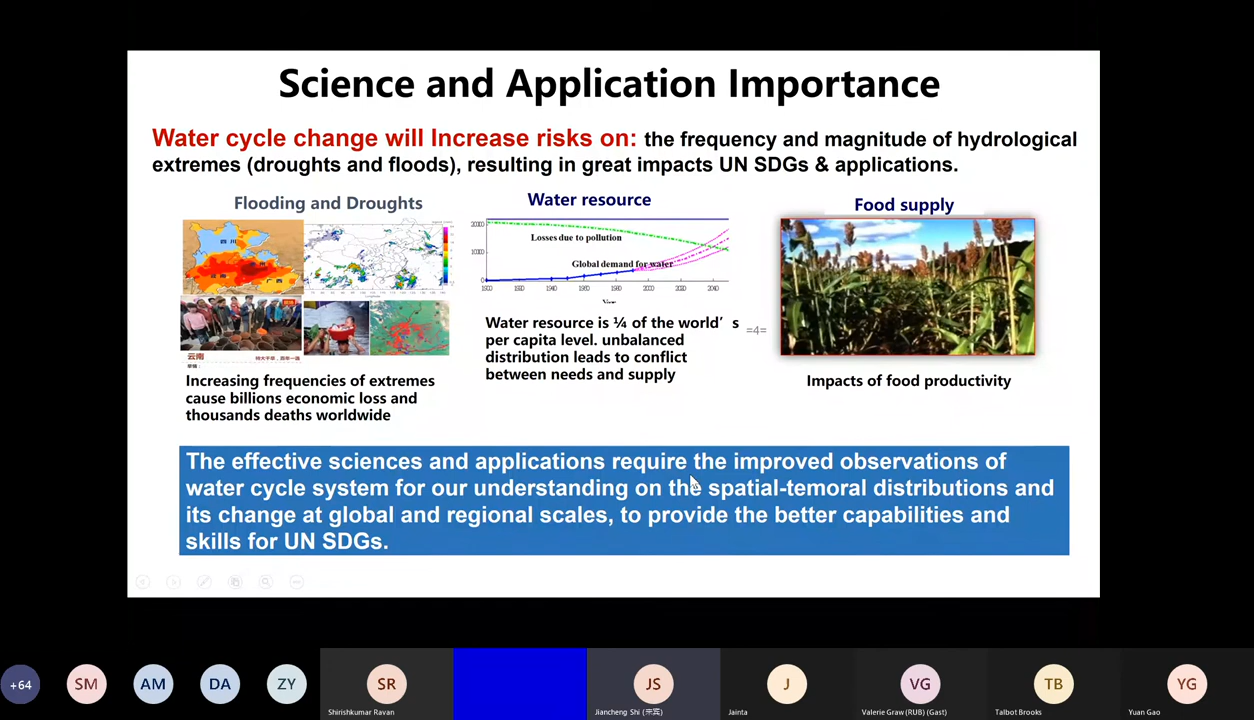 Science and Application Importance
Water cycle change will Increase risks on: the frequency and magnitude of hydrological
extremes (droughts and floods), resulting in great impacts UN SDGs & applications.
Flooding and Droughts
Water resource
Food supply
Losses due to pollution
Global demand for water
Water resource is ¼ of the world's
per capita level. unbalanced
distribution leads to conflict
between needs and supply
=4=
云南
Increasing frequencies of extremes
cause billions economic loss and
thousands deaths worldwide
Impacts of food productivity
The effective sciences and applications require the improved observations of
water cycle system for our understanding on the spatial-temoral distributions and
its change at global and regional scales, to provide the better capabilities and
skills for UN SDGs.
+64
SM
AM
DA
ZY
SR
JS
J
VG
TB
YG
Shirishkumar Ravan
Jiancheng Shi (宋宾)
Jainta
Valerie Graw (RUB) (Gast)
Talbot Brooks
Yuan Gao